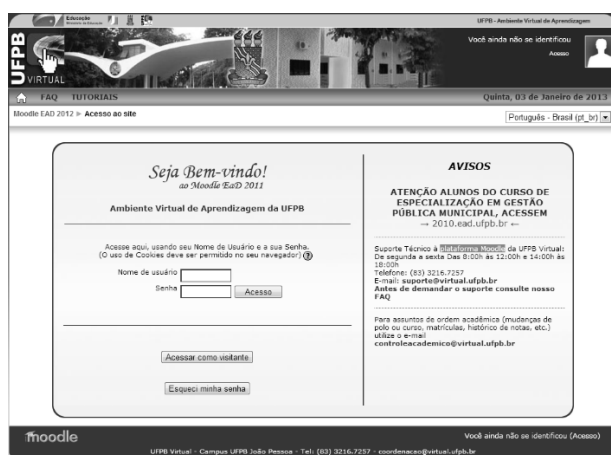 Educação
UFPB - Ambiente Virtual de Aprendizagem
UFPB
VIRTUAL
Você ainda não se identificou
Acesso
FAQ TUTORIAIS
Quinta, 03 de Janeiro de 2013
Moodle EAD 2012 ► Acesso ao site
Português - Brasil (pt_br)
Seja Bem-vindo!
ao Moodle EaD 2011
Ambiente Virtual de Aprendizagem da UFPB
Acesse aqui, usando seu Nome de Usuário e a sua Senha.
(O uso de Cookies deve ser permitido no seu navegador) ?
Nome de usuário
Senha
Acesso
Acessar como visitante
Esqueci minha senha
AVISOS
ATENÇÃO ALUNOS DO CURSO DE
ESPECIALIZAÇÃO EM GESTÃO
PÚBLICA MUNICIPAL, ACESSEM
→ 2010.ead.ufpb.br ←
Suporte Técnico à plataforma Moodle da UFPB Virtual:
De segunda a sexta Das 8:00h às 12:00h e 14:00h às
18:00h
Telefone: (83) 3216.7257
E-mail: suporte@virtual.ufpb.br
Antes de demandar o suporte consulte nosso
FAQ
Para assuntos de ordem acadêmica (mudanças de
polo ou curso, matrículas, histórico de notas, etc.)
utilize o e-mail
controleacademico@virtual.ufpb.br
moodle
Você ainda não se identificou (Acesso)
UFPB Virtual - Campus UFPB João Pessoa - Tel: (83) 3216.7257 - coordenacao@virtual.ufpb.br